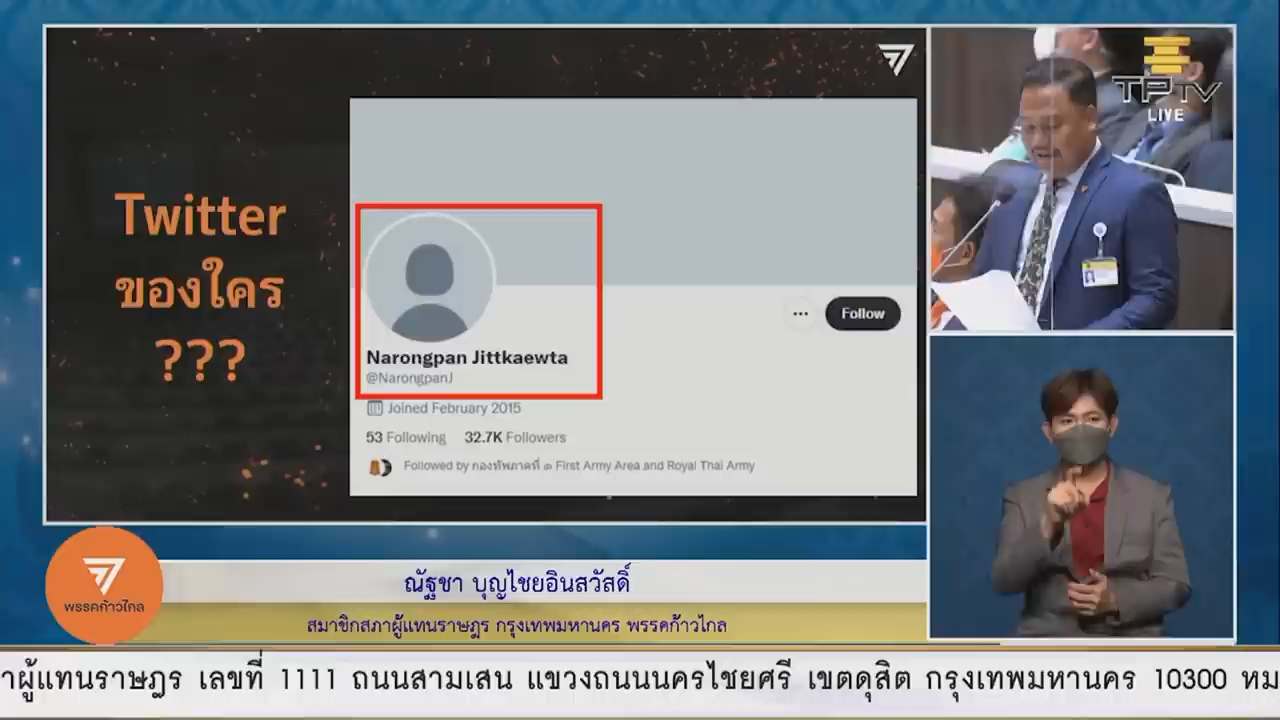 Twitter
ของใคร
???
Narongpan Jittkaewta
@NarongpanJ
Joined February 2015
53 Following 32.7K Followers
Followed by กองทัพภาคที่ ๑ First Army Area and Royal Thai Army
Follow
TPTV
LIVE
พรรคก้าวไกล
ณัฐชา บุญไชยอินสวัสดิ์
สมาชิกสภาผู้แทนราษฎร กรุงเทพมหานคร พรรคก้าวไกล
าผู้แทนราษฎร เลขที่ 1111 ถนนสามเสน แขวงถนนนครไชยศรี เขตดุสิต กรุงเทพมหานคร 10300 หม